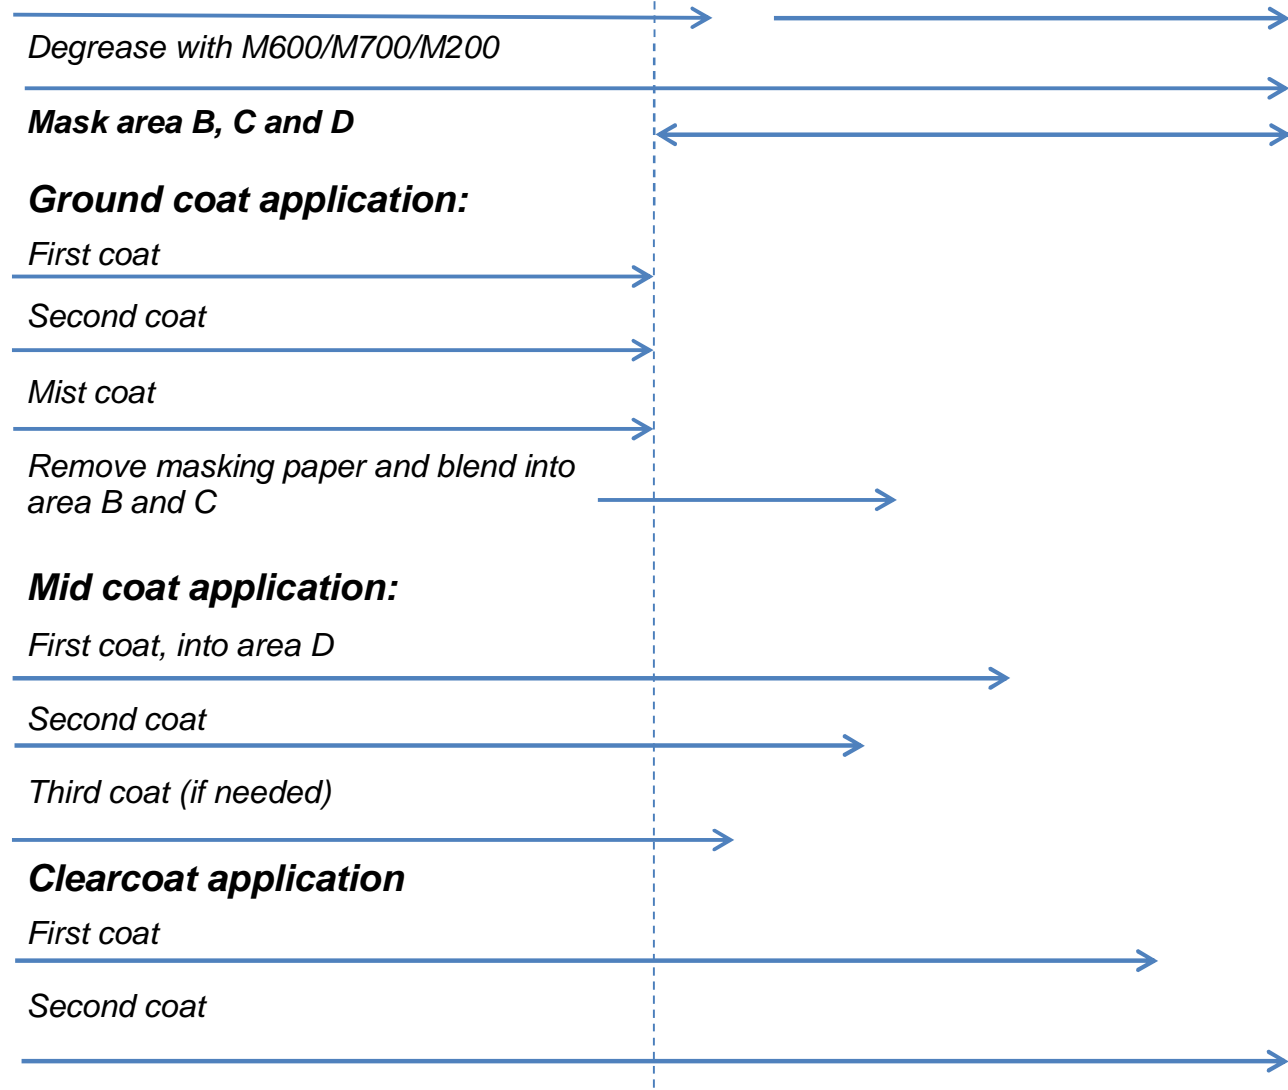 Degrease with M600/M700/M200
Mask area B, C and D
Ground coat application:
First coat
Second coat
Mist coat
Remove masking paper and blend into
area B and C
Mid coat application:
First coat, into area D
Second coat
Third coat (if needed)
Clearcoat application
First coat
Second coat